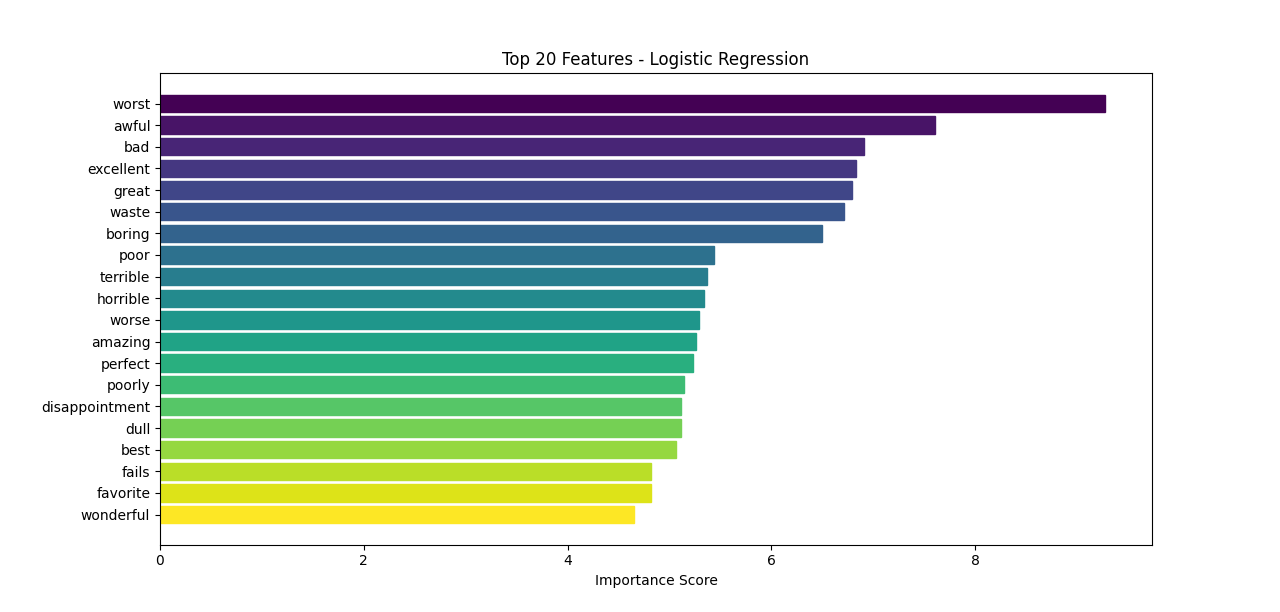 Top 20 Features - Logistic Regression
worst
awful
bad
excellent
great
waste
boring
poor
terrible
horrible
worse
amazing
perfect
poorly
disappointment
dull
best
fails
favorite
wonderful
0 2 4 6 8
Importance Score